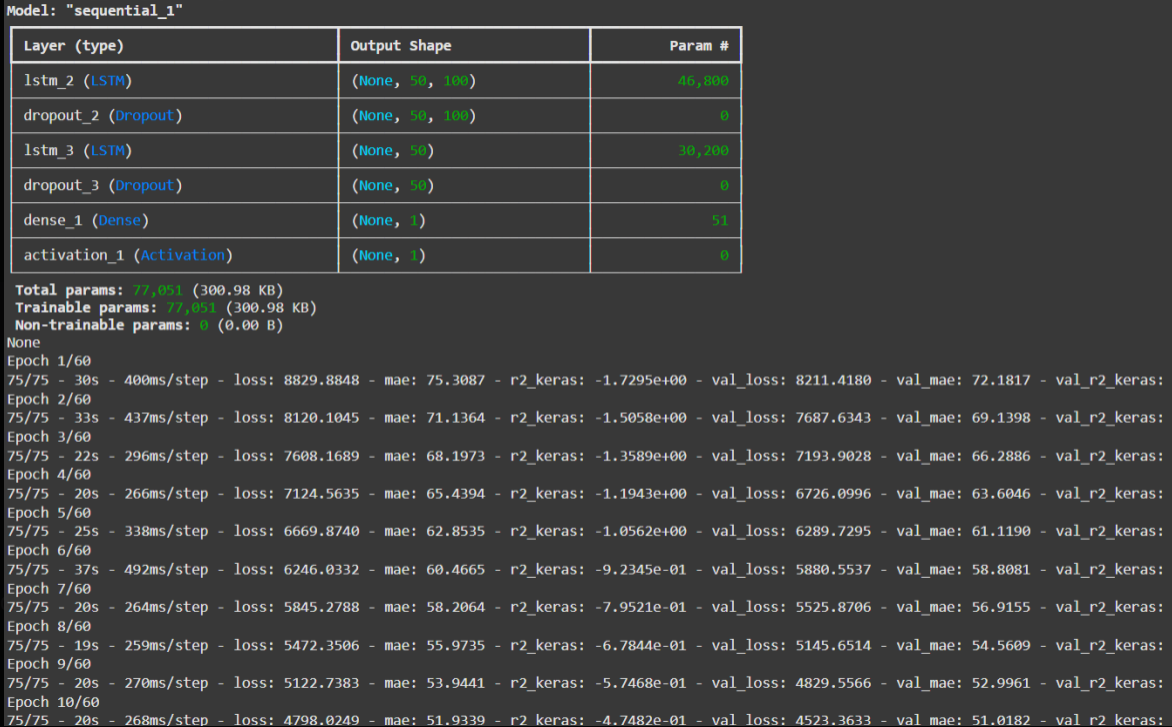 Model: "sequential_1"
Layer (type) Output Shape Param #
lstm_2 (LSTM) (None, 50, 100) 46,800
dropout_2 (Dropout) (None, 50, 100) 0
lstm_3 (LSTM) (None, 50) 30,200
dropout_3 (Dropout) (None, 50) 0
dense_1 (Dense) (None, 1) 51
activation_1 (Activation) (None, 1) 0
Total params: 77,051 (300.98 KB)
Trainable params: 77,051 (300.98 KB)
Non-trainable params: 0 (0.00 B)
None
Epoch 1/60
75/75 - 30s - 400ms/step - loss: 8829.8848 - mae: 75.3087 - r2_keras: -1.7295e+00 - val_loss: 8211.4180 - val_mae: 72.1817 - val_r2_keras:
Epoch 2/60
75/75 - 33s - 437ms/step - loss: 8120.1045 - mae: 71.1364 - r2_keras: -1.5058e+00 - val_loss: 7687.6343 - val_mae: 69.1398 - val_r2_keras:
Epoch 3/60
75/75 - 22s - 296ms/step - loss: 7608.1689 - mae: 68.1973 - r2_keras: -1.3589e+00 - val_loss: 7193.9028 - val_mae: 66.2886 - val_r2_keras:
Epoch 4/60
75/75 - 20s - 266ms/step - loss: 7124.5635 - mae: 65.4394 - r2_keras: -1.1943e+00 - val_loss: 6726.0996 - val_mae: 63.6046 - val_r2_keras:
Epoch 5/60
75/75 - 25s - 338ms/step - loss: 6669.8740 - mae: 62.8535 - r2_keras: -1.0562e+00 - val_loss: 6289.7295 - val_mae: 61.1190 - val_r2_keras:
Epoch 6/60
75/75 - 37s - 492ms/step - loss: 6246.0332 - mae: 60.4665 - r2_keras: -9.2345e-01 - val_loss: 5880.5537 - val_mae: 58.8081 - val_r2_keras:
Epoch 7/60
75/75 - 20s - 264ms/step - loss: 5845.2788 - mae: 58.2064 - r2_keras: -7.9521e-01 - val_loss: 5525.8706 - val_mae: 56.9155 - val_r2_keras:
Epoch 8/60
75/75 - 19s - 259ms/step - loss: 5472.3506 - mae: 55.9735 - r2_keras: -6.7844e-01 - val_loss: 5145.6514 - val_mae: 54.5609 - val_r2_keras:
Epoch 9/60
75/75 - 20s - 270ms/step - loss: 5122.7383 - mae: 53.9441 - r2_keras: -5.7468e-01 - val_loss: 4829.5566 - val_mae: 52.9961 - val_r2_keras:
Epoch 10/60
75/75 - 20s - 268ms/step - loss: 4798.0249 - mae: 51.9339 - r2_keras: -4.7482e-01 - val_loss: 4523.3633 - val_mae: 51.0182 - val_r2_keras: